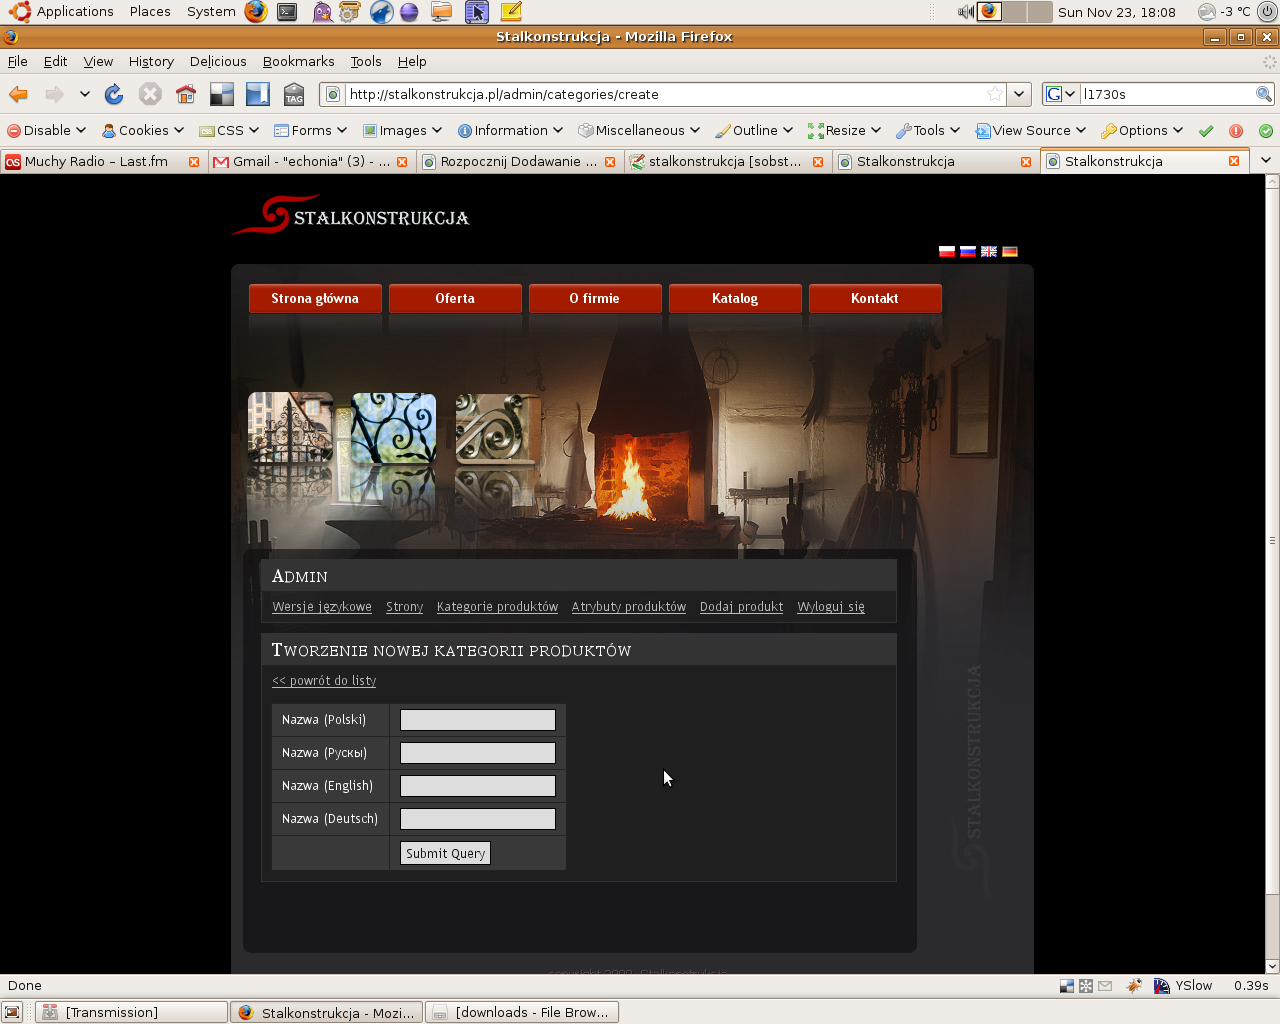 Applications Places System Sun Nov 23, 18:08 -3 °C
Stalkonstrukcja - Mozilla Firefox
File Edit View History Delicious Bookmarks Tools Help
TAG http://stalkonstrukcja.pl/admin/categories/create G l1730s
Disable Cookies CSS Forms Images Information Miscellaneous Outline Resize Tools View Source Options
Muchy Radio – Last.fm Gmail - "echonia" (3) - ... Rozpocznij Dodawanie ... stalkonstrukcja [sobst... Stalkonstrukcja Stalkonstrukcja
STALKONSTRUKCJA
Strona główna Oferta O firmie Katalog Kontakt
Admin
Wersje językowe Strony Kategorie produktów Atrybuty produktów Dodaj produkt Wyloguj się
Tworzenie nowej kategorii produktów
<< powrót do listy
Nazwa (Polski)
Nazwa (Рускы)
Nazwa (English)
Nazwa (Deutsch)
Submit Query
STALKONSTRUKCJA
Done YSlow 0.39s
[Transmission] Stalkonstrukcja - Mozi... [downloads - File Brow...